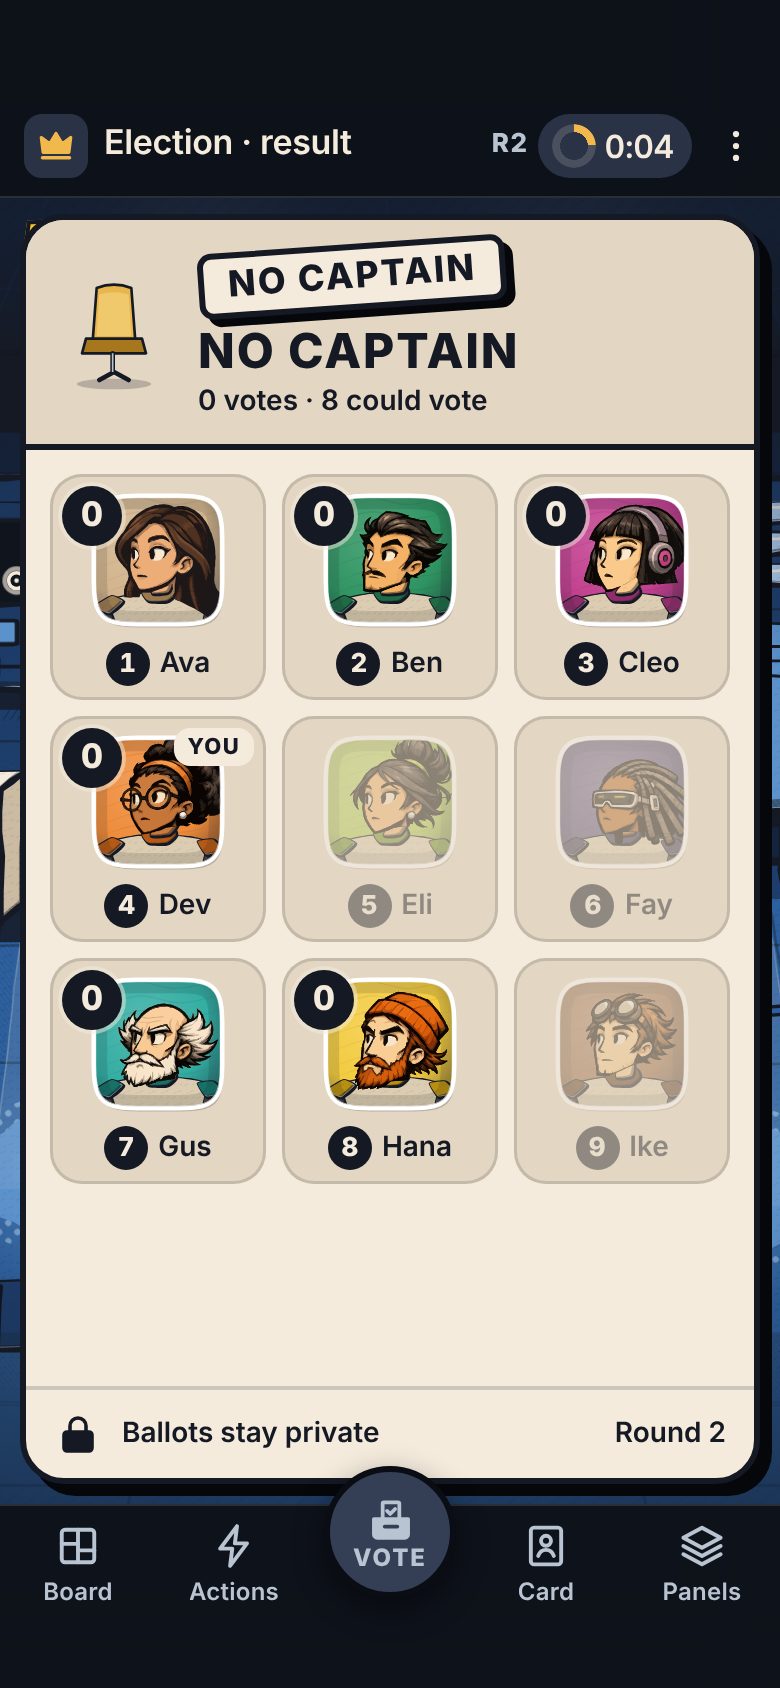 Election · result
R2
0:04
NO CAPTAIN
NO CAPTAIN
0 votes · 8 could vote
0
0
0
1 Ava
2 Ben
3 Cleo
0
YOU
4 Dev
5 Eli
6 Fay
0
0
7 Gus
8 Hana
9 Ike
Ballots stay private
Round 2
VOTE
Board
Actions
Card
Panels